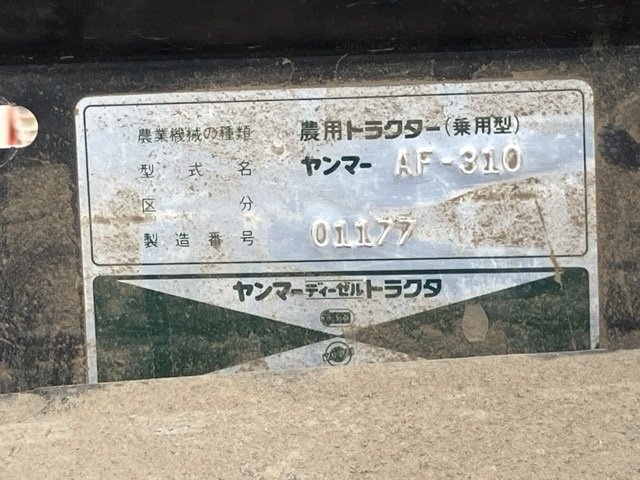 農業機械の種類 農用トラクター(乗用型)
型式名 ヤンマー AF-310
区分
製造番号 01177
ヤンマーディーゼルトラクタ